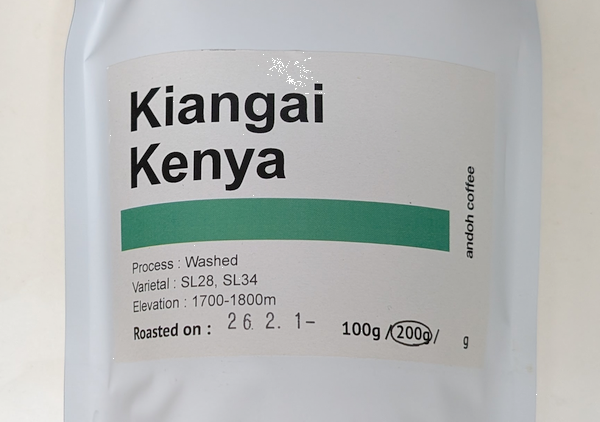 Kiangai
Kenya
andoh coffee
Process : Washed
Varietal : SL28, SL34
Elevation : 1700-1800m
Roasted on : 26. 2. 1- 100g / 200g / g